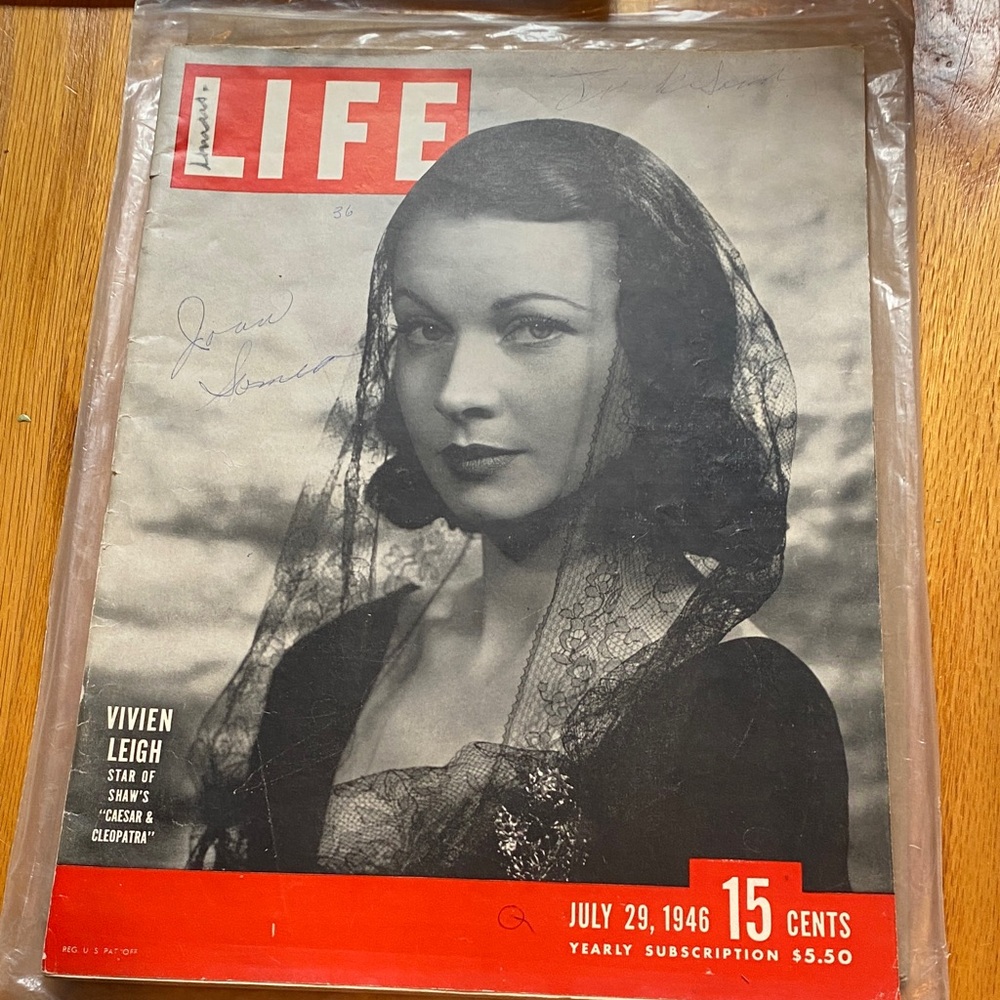 LIFE
36
Joan
VIVIEN
LEIGH
STAR OF
SHAW'S
"CAESAR &
CLEOPATRA"
JULY 29, 1946 15 CENTS
YEARLY SUBSCRIPTION $5.50
REG. U. S. PAT. OFF.